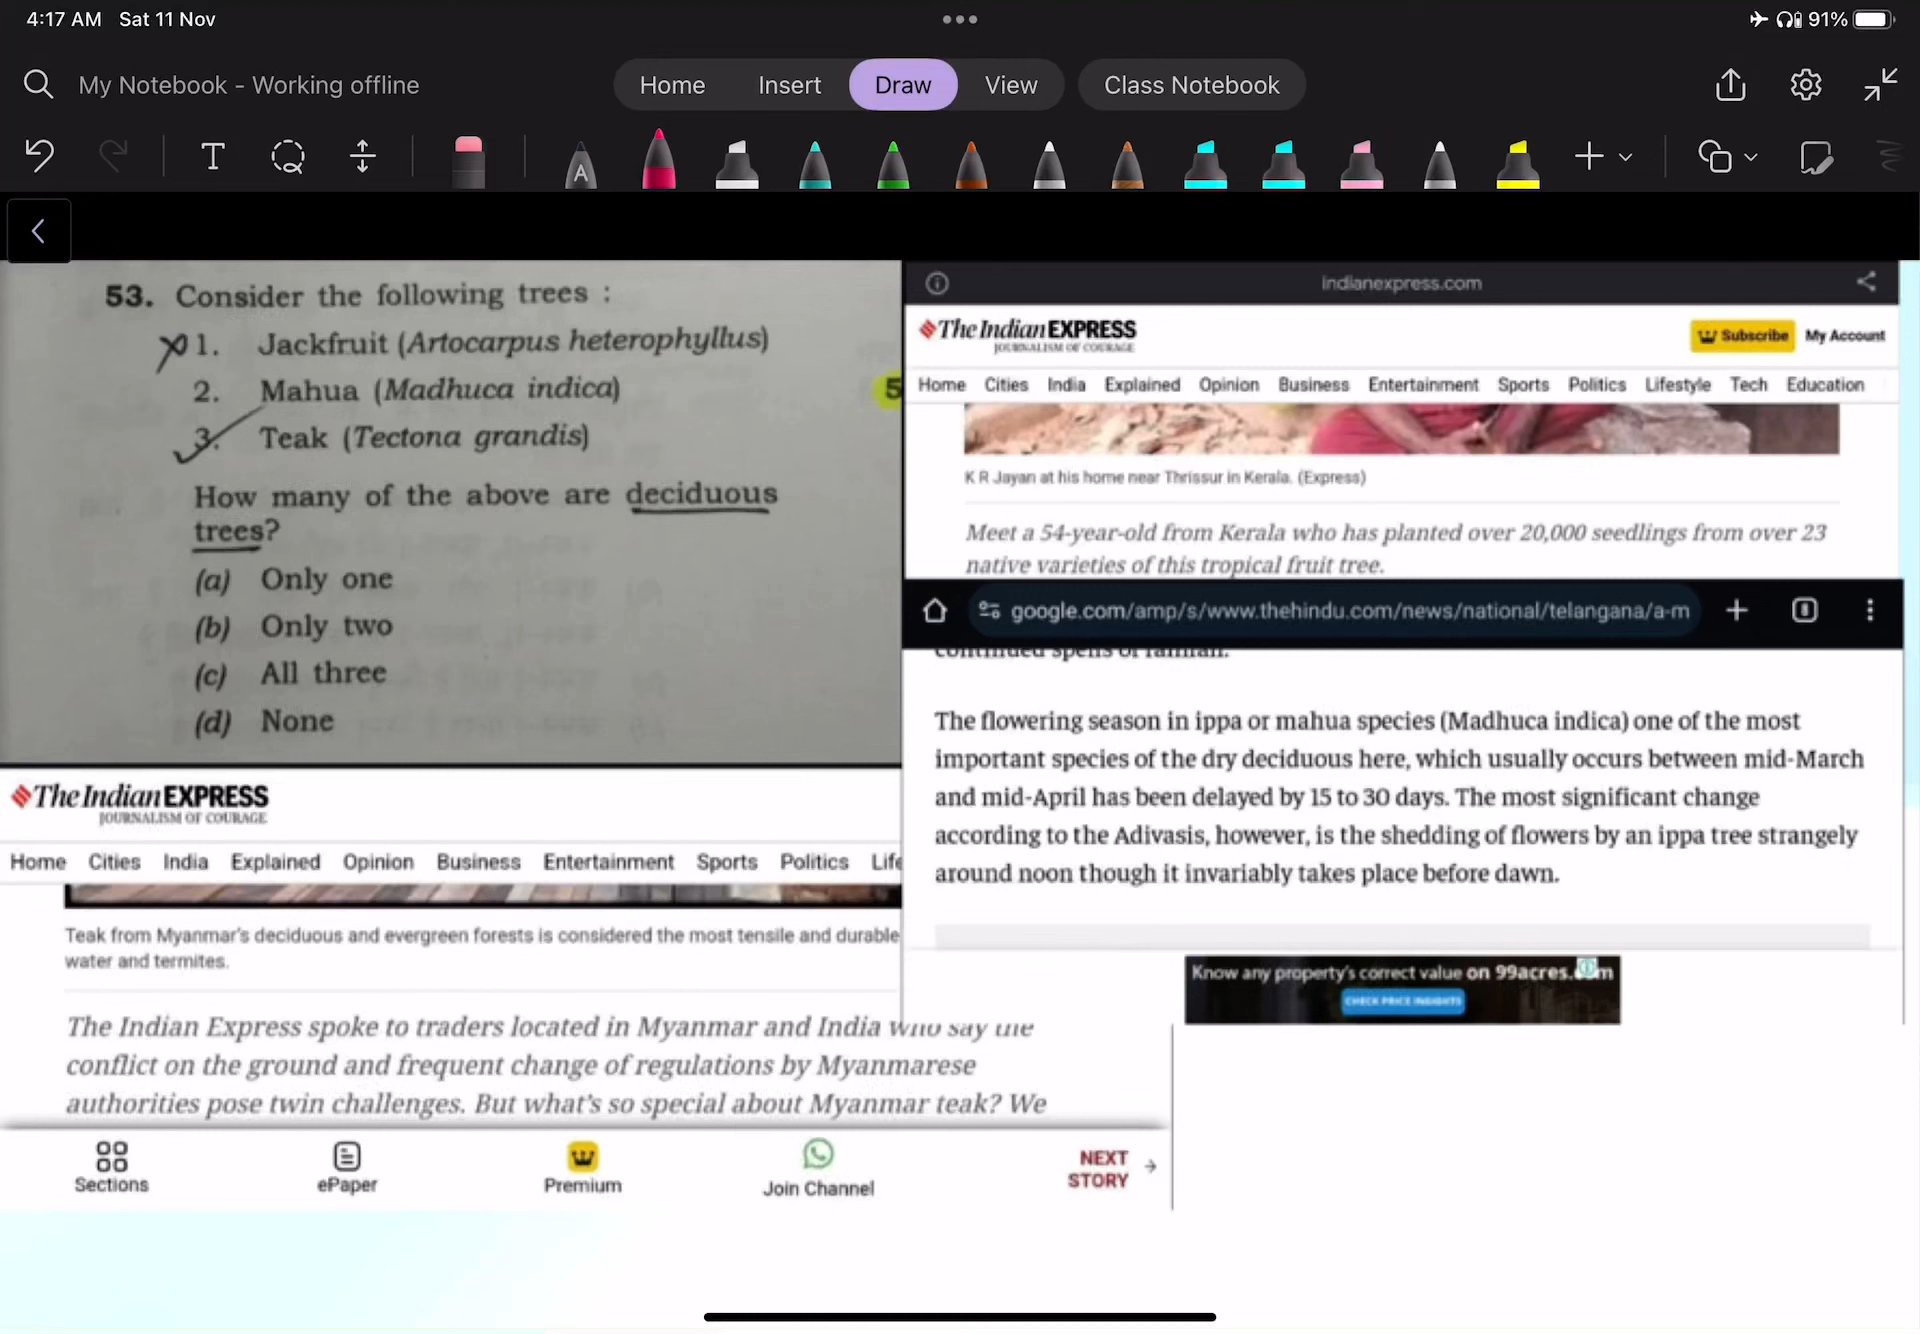 4:17 AM Sat 11 Nov
91%
My Notebook - Working offline
Home Insert Draw View Class Notebook
T
A
53. Consider the following trees :
1. Jackfruit (Artocarpus heterophyllus)
2. Mahua (Madhuca indica)
3. Teak (Tectona grandis)
How many of the above are deciduous
trees?
(a) Only one
(b) Only two
(c) All three
(d) None
5
indianexpress.com
The Indian EXPRESS
JOURNALISM OF COURAGE
Subscribe My Account
Home Cities India Explained Opinion Business Entertainment Sports Politics Lifestyle Tech Education
K R Jayan at his home near Thrissur in Kerala. (Express)
Meet a 54-year-old from Kerala who has planted over 20,000 seedlings from over 23
native varieties of this tropical fruit tree.
google.com/amp/s/www.thehindu.com/news/national/telangana/a-m
continued spells of rainfall.
The flowering season in ippa or mahua species (Madhuca indica) one of the most
important species of the dry deciduous here, which usually occurs between mid-March
and mid-April has been delayed by 15 to 30 days. The most significant change
according to the Adivasis, however, is the shedding of flowers by an ippa tree strangely
around noon though it invariably takes place before dawn.
Know any property's correct value on 99acres.com
CHECK PRICE INSIGHTS
The Indian EXPRESS
JOURNALISM OF COURAGE
Home Cities India Explained Opinion Business Entertainment Sports Politics Life
Teak from Myanmar's deciduous and evergreen forests is considered the most tensile and durable
water and termites.
The Indian Express spoke to traders located in Myanmar and India who say the
conflict on the ground and frequent change of regulations by Myanmarese
authorities pose twin challenges. But what's so special about Myanmar teak? We
Sections ePaper Premium Join Channel NEXT
STORY